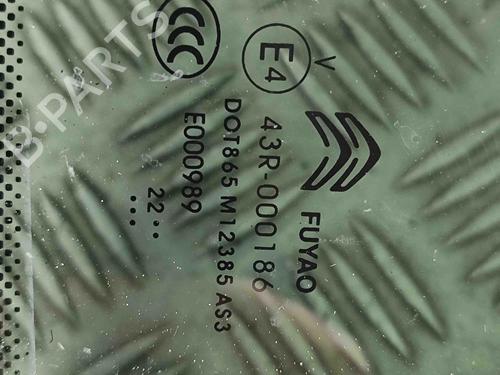 V
E4
CCC
FUYAO
43R-000186
DOT865 M12385 AS3
E000989
.. 22 ..
...
B-PARTS